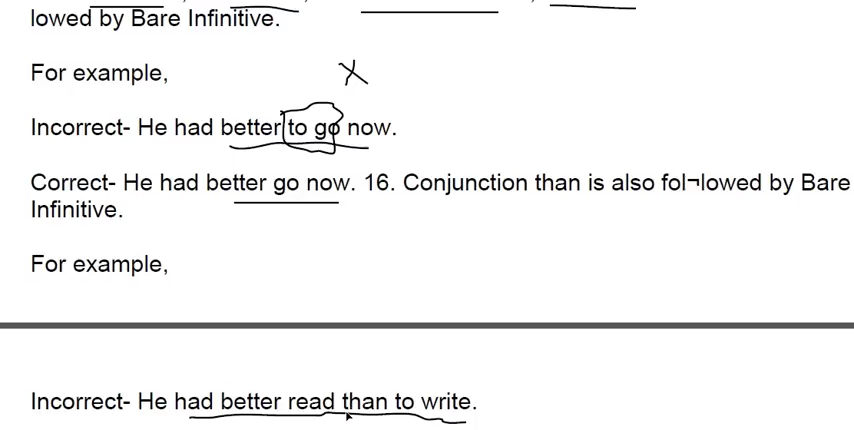 lowed by Bare Infinitive.
For example,
X
Incorrect- He had better to go now.
Correct- He had better go now. 16. Conjunction than is also fol¬lowed by Bare
Infinitive.
For example,
Incorrect- He had better read than to write.